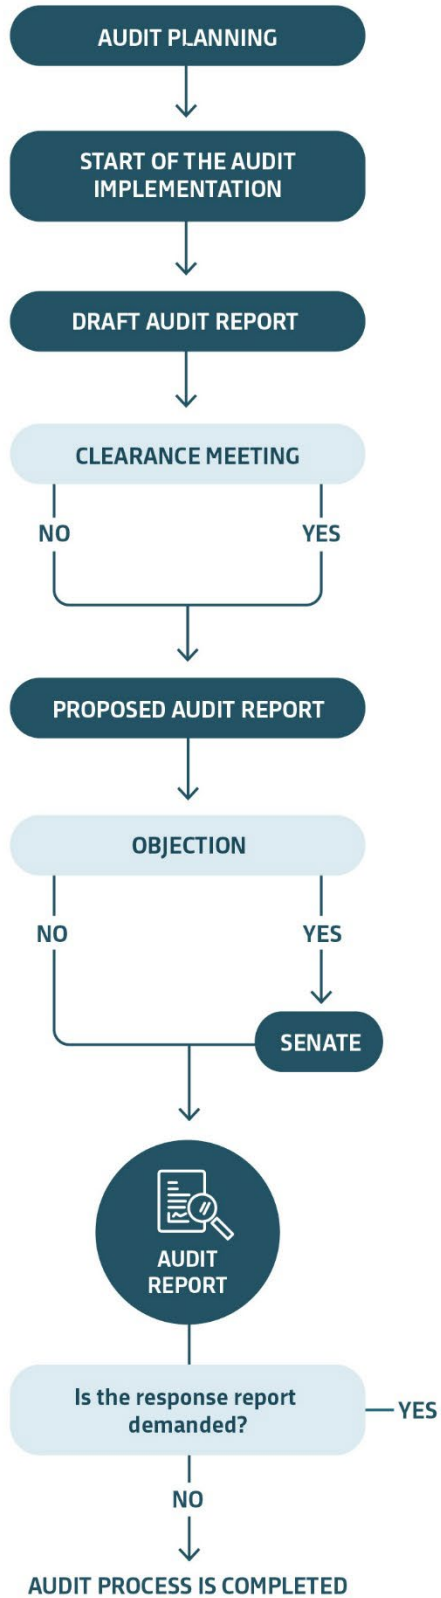 AUDIT PLANNING
START OF THE AUDIT
IMPLEMENTATION
DRAFT AUDIT REPORT
CLEARANCE MEETING
NO
YES
PROPOSED AUDIT REPORT
OBJECTION
NO
YES
SENATE
AUDIT
REPORT
Is the response report
demanded?
YES
NO
AUDIT PROCESS IS COMPLETED